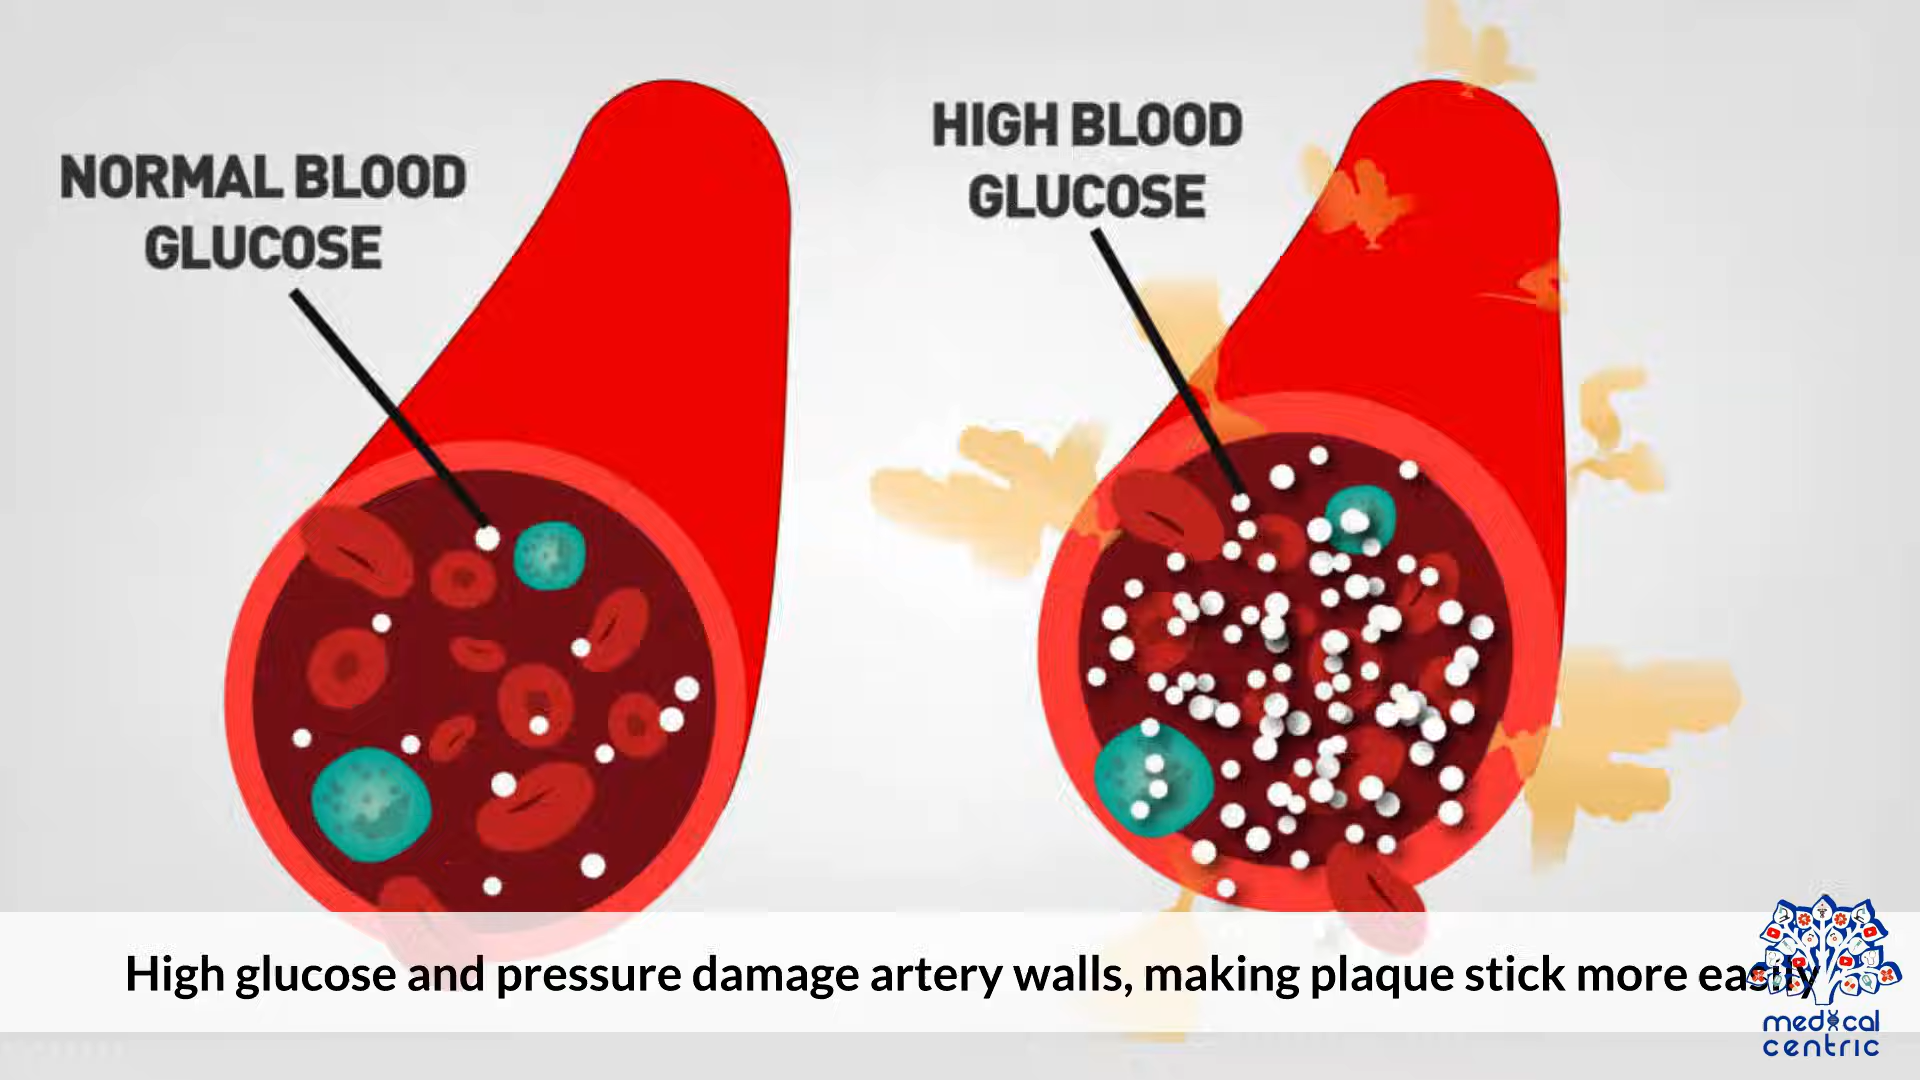 NORMAL BLOOD
GLUCOSE
HIGH BLOOD
GLUCOSE
High glucose and pressure damage artery walls, making plaque stick more easily
medical
centric